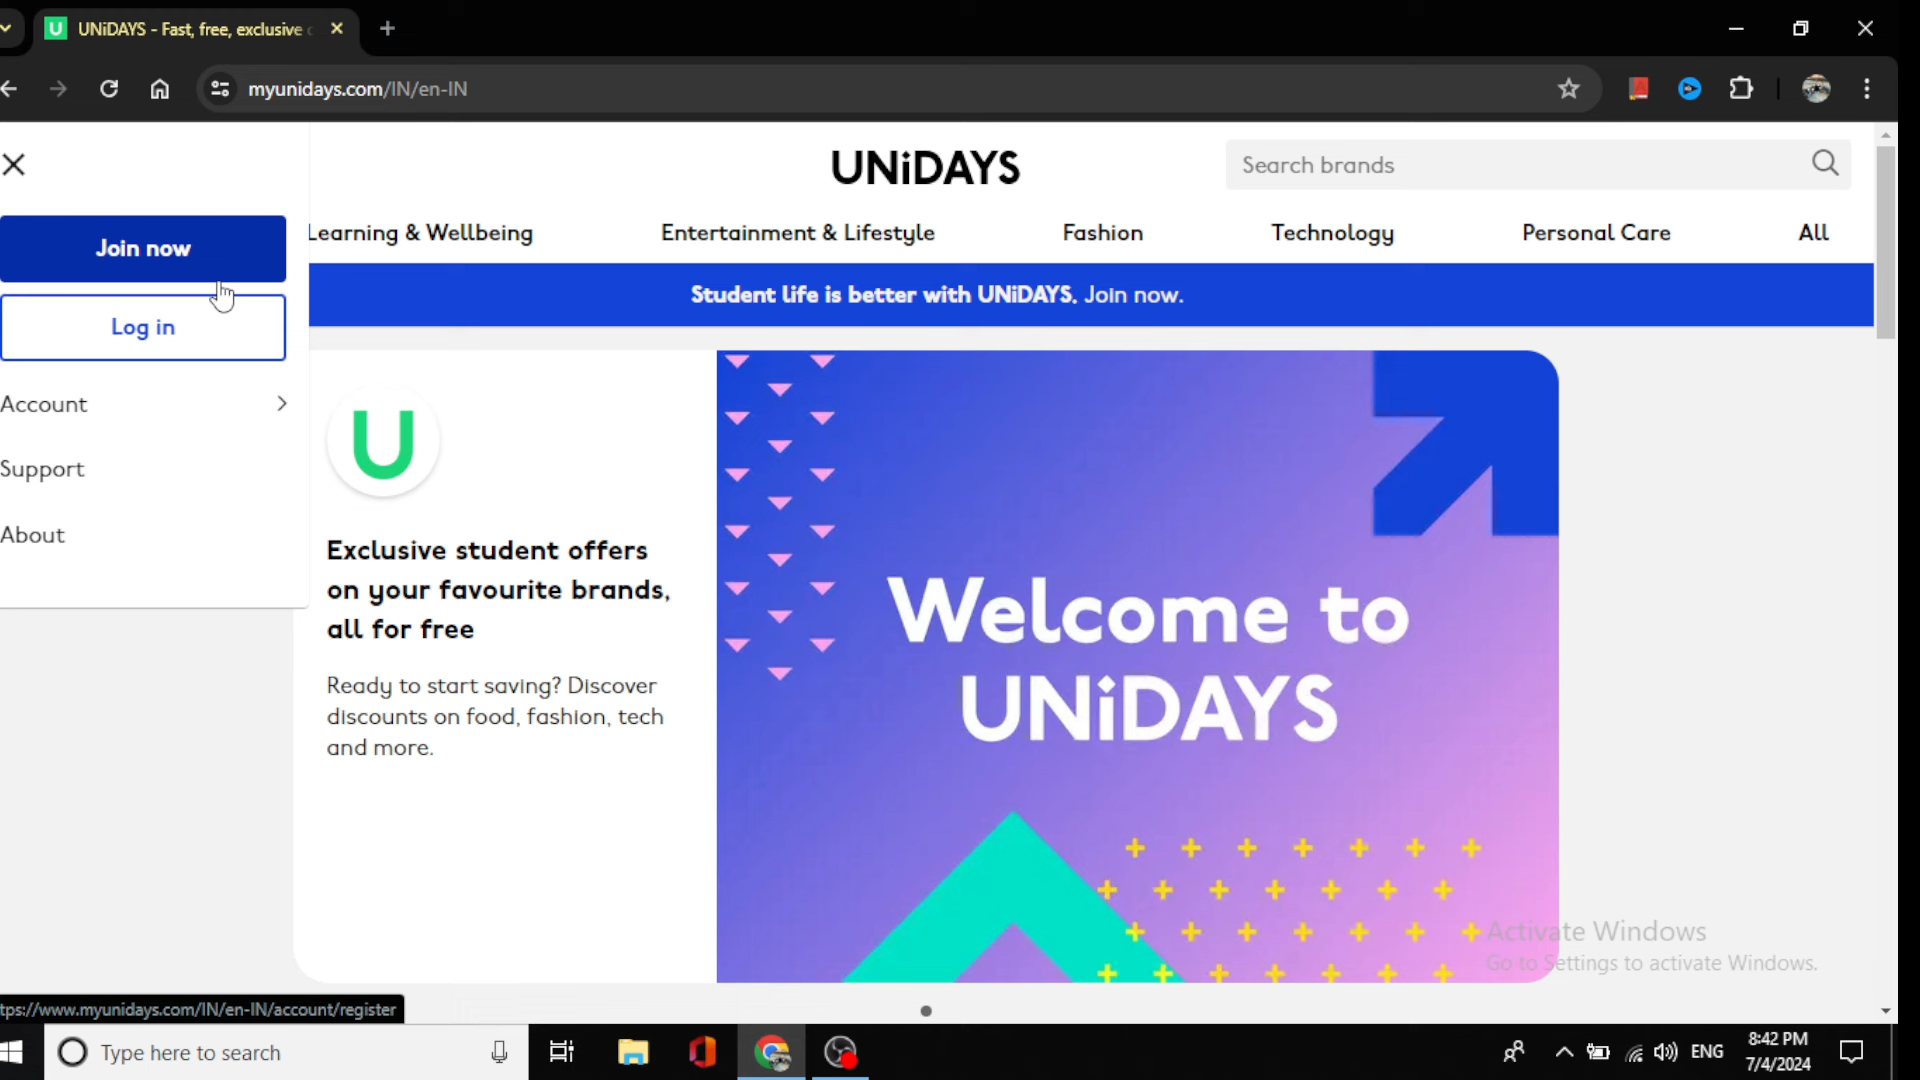 U UNiDAYS - Fast, free, exclusive
myunidays.com/IN/en-IN
UNiDAYS
Search brands
Join now
Learning & Wellbeing
Entertainment & Lifestyle
Fashion
Technology
Personal Care
All
Student life is better with UNiDAYS. Join now.
Log in
Account
Support
About
U
Exclusive student offers
on your favourite brands,
all for free
Ready to start saving? Discover
discounts on food, fashion, tech
and more.
Welcome to
UNiDAYS
Activate Windows
Go to Settings to activate Windows.
tps://www.myunidays.com/IN/en-IN/account/register
Type here to search
ENG
8:42 PM
7/4/2024